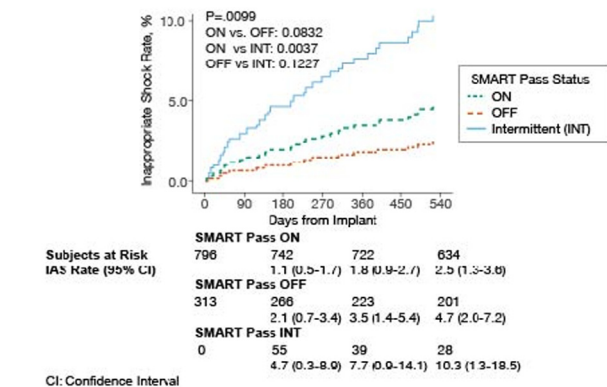 P=.0099
ON vs. OFF: 0.0832
ON vs INT: 0.0037
OFF vs INT: 0.1227
Inappropriate Shock Rate, %
10.0
5.0
0.0
SMART Pass Status
ON
OFF
Intermittent (INT)
0 90 180 270 360 450 540
Days from Implant
SMART Pass ON
Subjects at Risk 796 742 722 634
IAS Rate (95% CI) 1.1 (0.5-1.7) 1.8 (0.9-2.7) 2.5 (1.3-3.6)
SMART Pass OFF
313 266 223 201
2.1 (0.7-3.4) 3.5 (1.4-5.4) 4.7 (2.0-7.2)
SMART Pass INT
0 55 39 28
4.7 (0.3-8.9) 7.7 (0.9-14.1) 10.3 (1.3-18.5)
CI: Confidence Interval